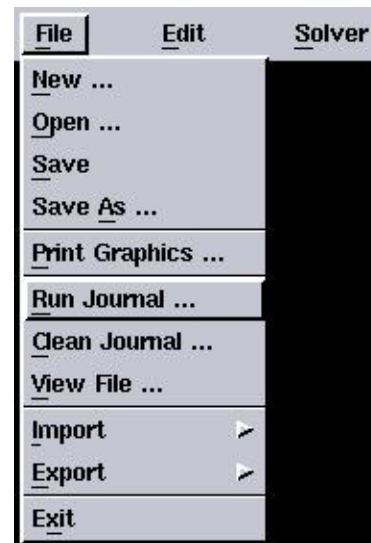 File Edit Solver
New ...
Open ...
Save
Save As ...
Print Graphics ...
Run Journal ...
Clean Journal ...
View File ...
Import
Export
Exit